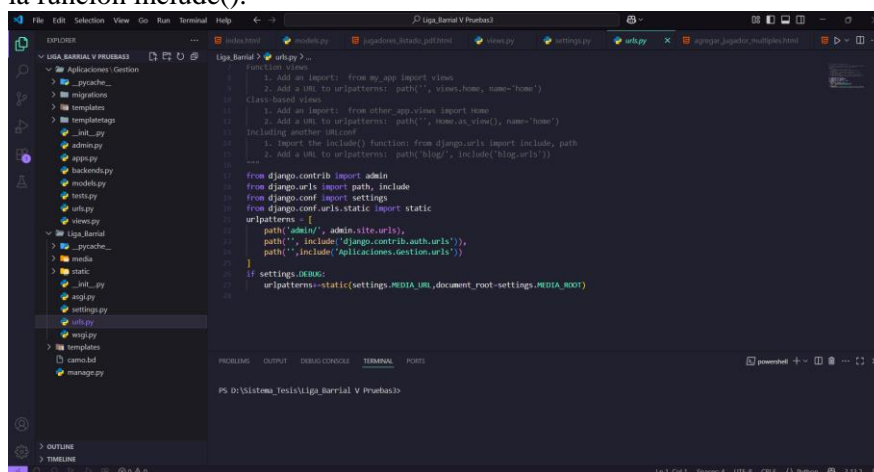 la función include().
File Edit Selection View Go Run Terminal Help
Liga_Barrial V Pruebas3
EXPLORER
index.html models.py jugadores_listado_pdf.html views.py settings.py urls.py agregar_jugador_multiples.html
LIGA_BARRIAL V PRUEBAS3
Aplicaciones \ Gestion
__pycache__
migrations
templates
templatetags
__init__.py
admin.py
apps.py
backends.py
models.py
tests.py
urls.py
views.py
Liga_Barrial
__pycache__
media
static
__init__.py
asgi.py
settings.py
urls.py
wsgi.py
templates
camo.bd
manage.py
OUTLINE
TIMELINE
Liga_Barrial > urls.py > ...
Function views
1. Add an import: from my_app import views
2. Add a URL to urlpatterns: path('', views.home, name='home')
Class-based views
1. Add an import: from other_app.views import Home
2. Add a URL to urlpatterns: path('', Home.as_view(), name='home')
Including another URLconf
1. Import the include() function: from django.urls import include, path
2. Add a URL to urlpatterns: path('blog/', include('blog.urls'))
"""
from django.contrib import admin
from django.urls import path, include
from django.conf import settings
from django.conf.urls.static import static
urlpatterns = [
path('admin/', admin.site.urls),
path('', include('django.contrib.auth.urls')),
path('',include('Aplicaciones.Gestion.urls'))
]
if settings.DEBUG:
urlpatterns+=static(settings.MEDIA_URL,document_root=settings.MEDIA_ROOT)
PROBLEMS OUTPUT DEBUG CONSOLE TERMINAL PORTS
powershell
PS D:\Sistema_Tesis\Liga_Barrial V Pruebas3>